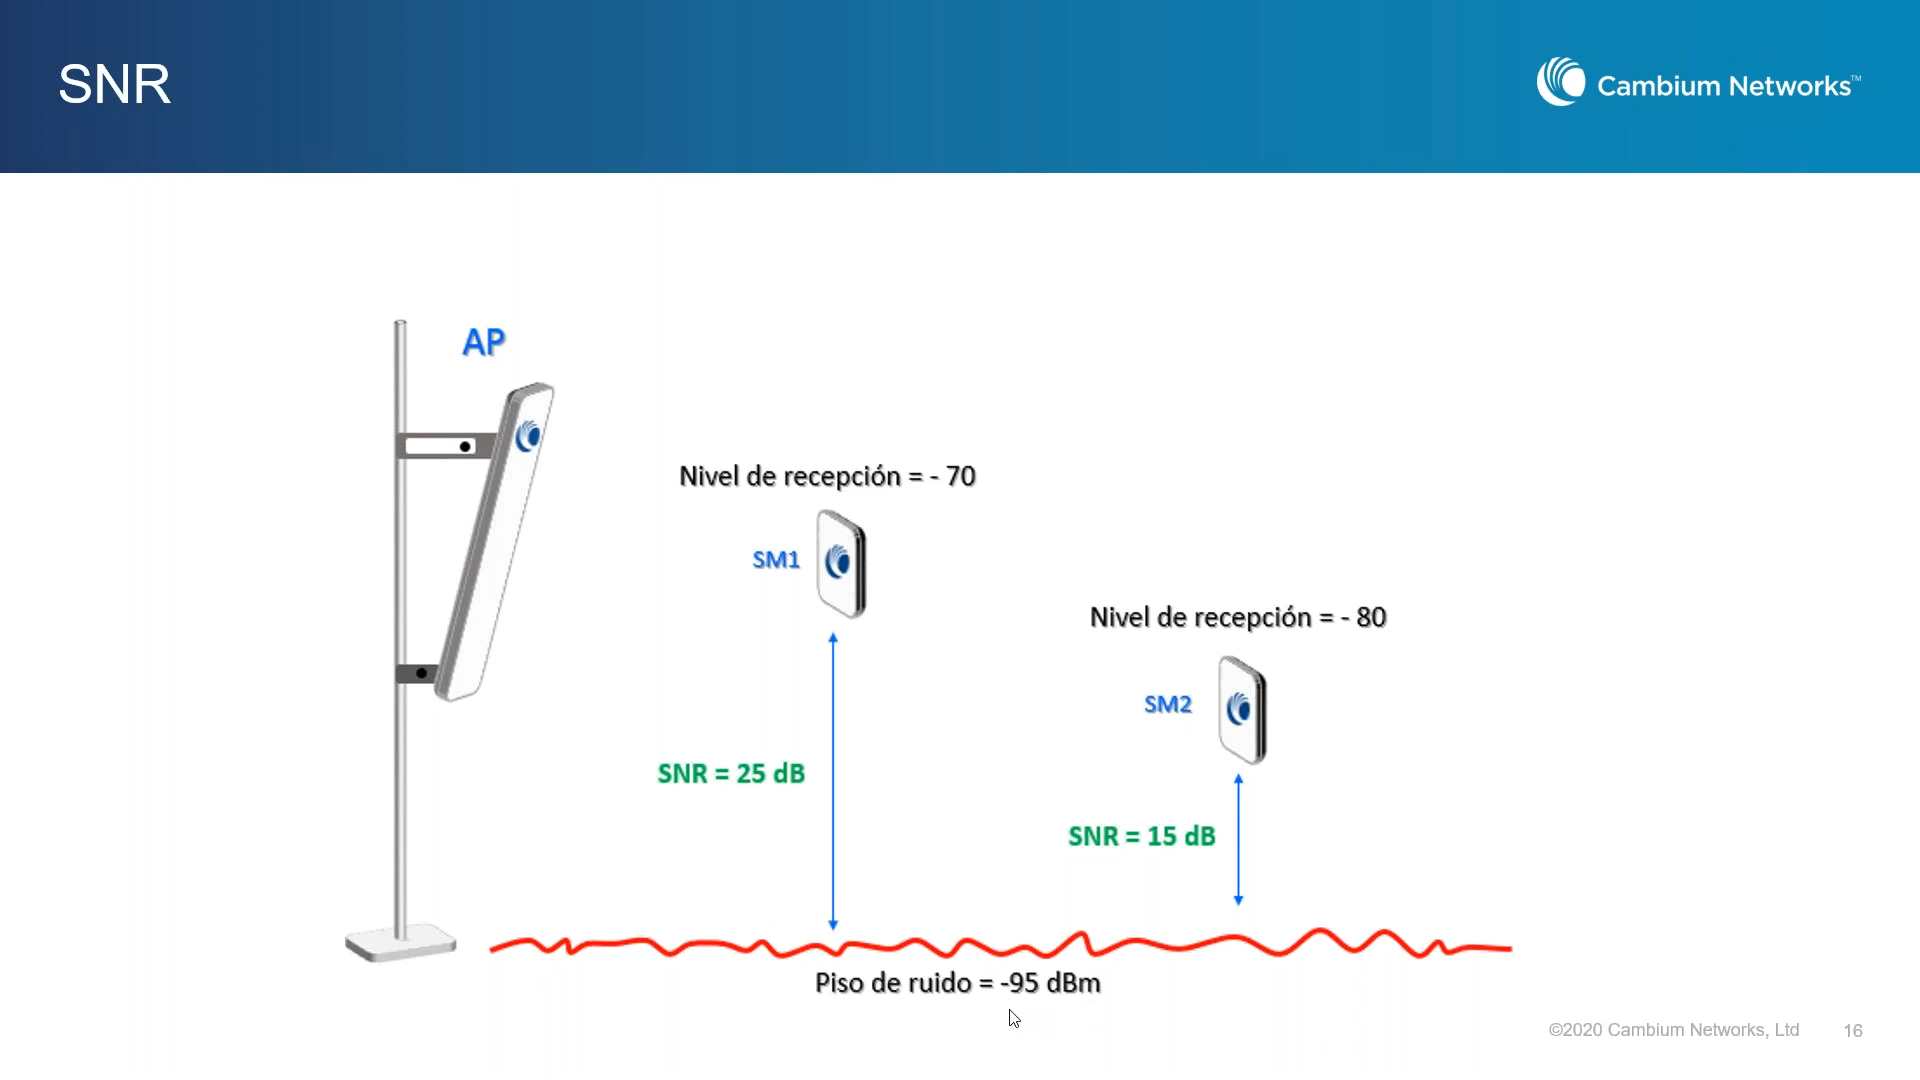 SNR
Cambium Networks™
AP
Nivel de recepción = - 70
SM1
Nivel de recepción = - 80
SM2
SNR = 25 dB
SNR = 15 dB
Piso de ruido = -95 dBm
©2020 Cambium Networks, Ltd
16